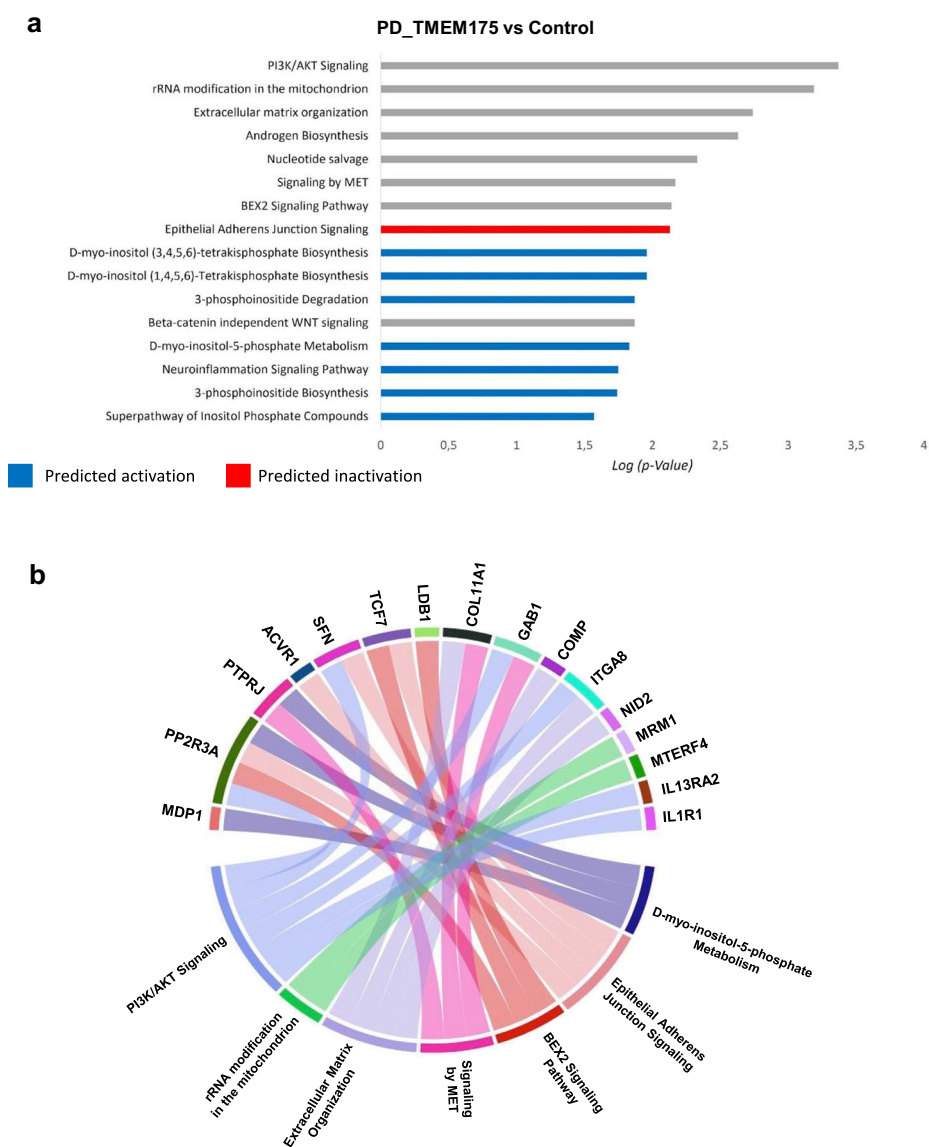 a
PD_TMEM175 vs Control
PI3K/AKT Signaling
rRNA modification in the mitochondrion
Extracellular matrix organization
Androgen Biosynthesis
Nucleotide salvage
Signaling by MET
BEX2 Signaling Pathway
Epithelial Adherens Junction Signaling
D-myo-inositol (3,4,5,6)-tetrakisphosphate Biosynthesis
D-myo-inositol (1,4,5,6)-Tetrakisphosphate Biosynthesis
3-phosphoinositide Degradation
Beta-catenin independent WNT signaling
D-myo-inositol-5-phosphate Metabolism
Neuroinflammation Signaling Pathway
3-phosphoinositide Biosynthesis
Superpathway of Inositol Phosphate Compounds
0 0,5 1 1,5 2 2,5 3 3,5 4
Log (p-Value)
Predicted activation
Predicted inactivation
b
MDP1
PP2R3A
PTPRJ
ACVR1
SFN
TCF7
LDB1
COL11A1
GAB1
COMP
ITGA8
NID2
MRM1
MTERF4
IL13RA2
IL1R1
D-myo-inositol-5-phosphate
Metabolism
Epithelial Adherens
Junction Signaling
BEX2 Signaling
Pathway
Signaling
by MET
Extracellular Matrix
Organization
rRNA modification
in the mitochondrion
PI3K/AKT Signaling